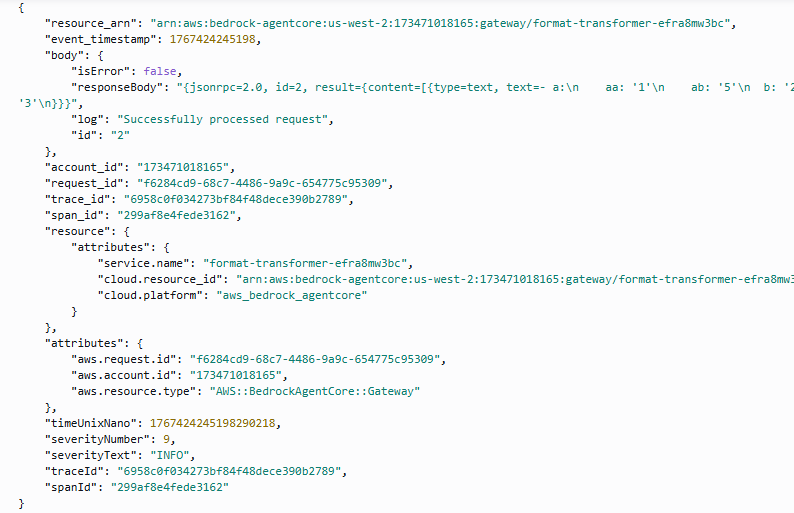 {
"resource_arn": "arn:aws:bedrock-agentcore:us-west-2:173471018165:gateway/format-transformer-efra8mw3bc",
"event_timestamp": 1767424245198,
"body": {
"isError": false,
"responseBody": "{jsonrpc=2.0, id=2, result={content=[{type=text, text=- a:\n    aa: '1'\n    ab: '5'\n  b: '2
'3'\n}}}",
"log": "Successfully processed request",
"id": "2"
},
"account_id": "173471018165",
"request_id": "f6284cd9-68c7-4486-9a9c-654775c95309",
"trace_id": "6958c0f034273bf84f48dece390b2789",
"span_id": "299af8e4fede3162",
"resource": {
"attributes": {
"service.name": "format-transformer-efra8mw3bc",
"cloud.resource_id": "arn:aws:bedrock-agentcore:us-west-2:173471018165:gateway/format-transformer-efra8mw3
"cloud.platform": "aws_bedrock_agentcore"
}
},
"attributes": {
"aws.request.id": "f6284cd9-68c7-4486-9a9c-654775c95309",
"aws.account.id": "173471018165",
"aws.resource.type": "AWS::BedrockAgentCore::Gateway"
},
"timeUnixNano": 1767424245198290218,
"severityNumber": 9,
"severityText": "INFO",
"traceId": "6958c0f034273bf84f48dece390b2789",
"spanId": "299af8e4fede3162"
}